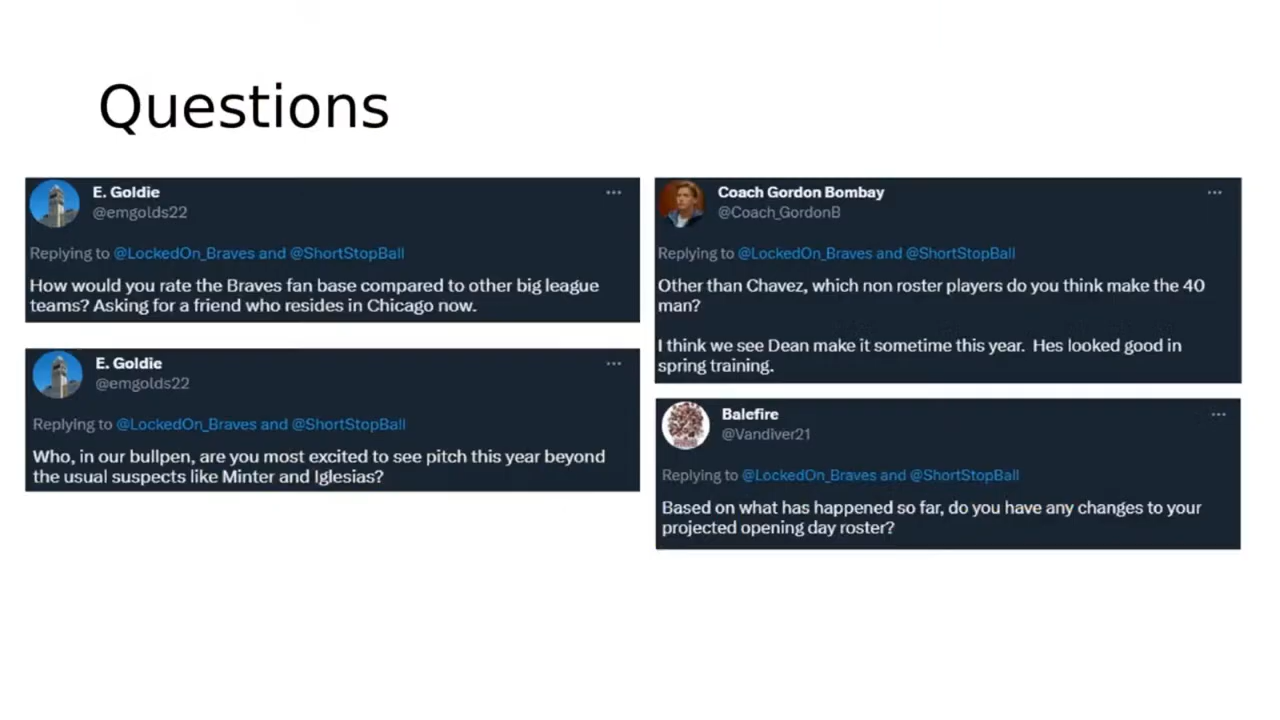 Questions
E. Goldie
@emgolds22
Replying to @LockedOn_Braves and @ShortStopBall
How would you rate the Braves fan base compared to other big league
teams? Asking for a friend who resides in Chicago now.
E. Goldie
@emgolds22
Replying to @LockedOn_Braves and @ShortStopBall
Who, in our bullpen, are you most excited to see pitch this year beyond
the usual suspects like Minter and Iglesias?
Coach Gordon Bombay
@Coach_GordonB
Replying to @LockedOn_Braves and @ShortStopBall
Other than Chavez, which non roster players do you think make the 40
man?
I think we see Dean make it sometime this year. Hes looked good in
spring training.
Balefire
@Vandiver21
Replying to @LockedOn_Braves and @ShortStopBall
Based on what has happened so far, do you have any changes to your
projected opening day roster?